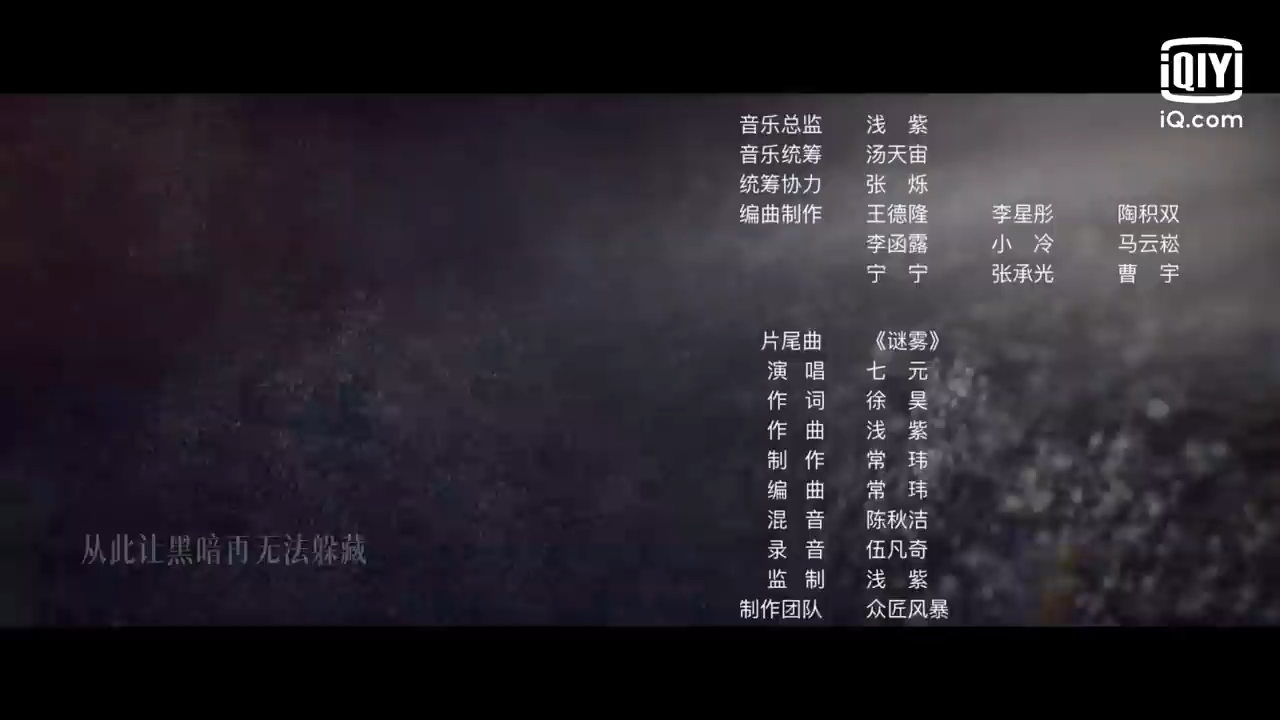 iQIYI
iQ.com
音乐总监 浅 紫
音乐统筹 汤天宙
统筹协力 张 烁
编曲制作 王德隆 李星彤 陶积双
李函露 小 冷 马云崧
宁 宁 张承光 曹 宇
片尾曲 《谜雾》
演 唱 七 元
作 词 徐 昊
作 曲 浅 紫
制 作 常 玮
编 曲 常 玮
混 音 陈秋洁
录 音 伍凡奇
监 制 浅 紫
制作团队 众匠风暴
从此让黑暗再无法躲藏